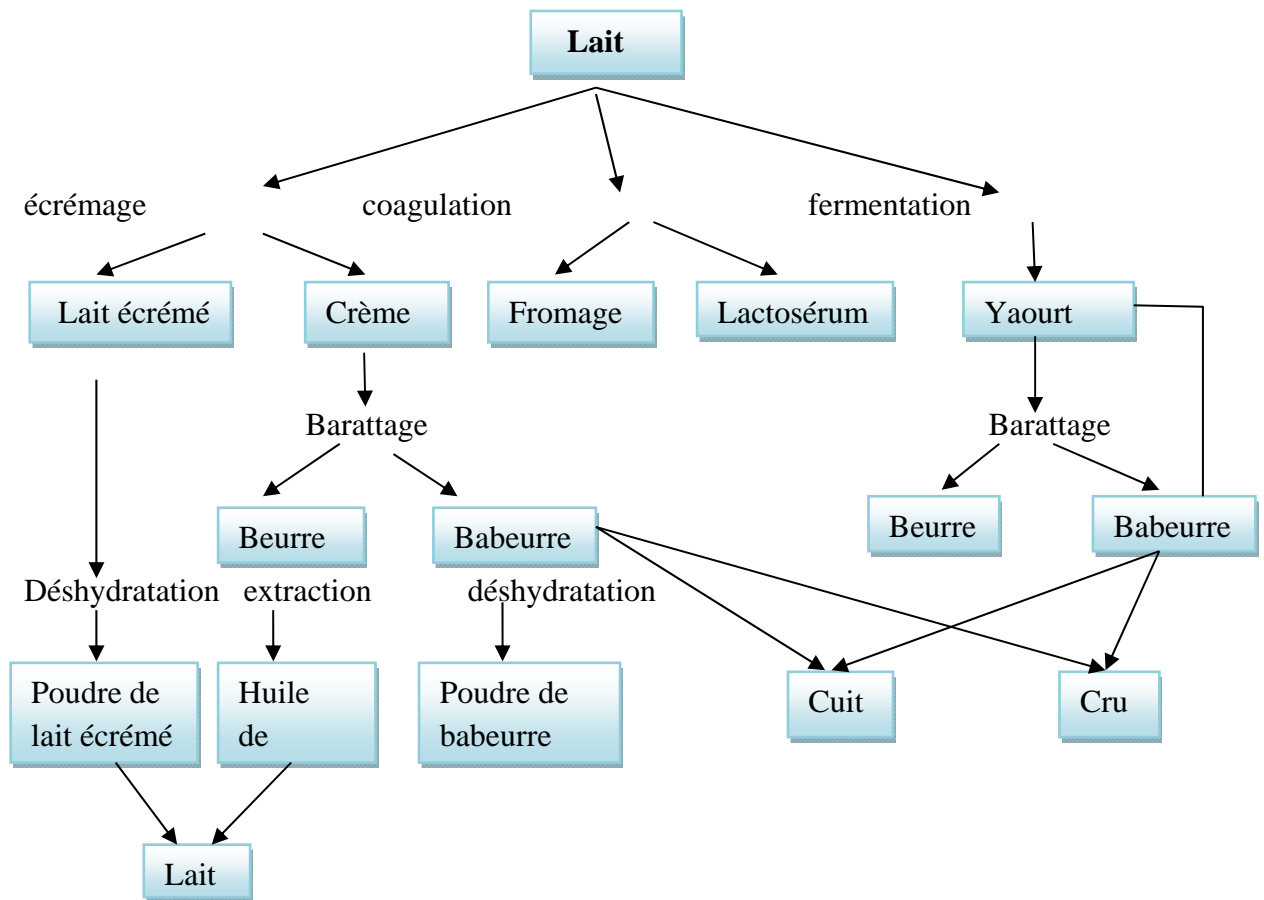 Lait
écrémage
coagulation
fermentation
Lait écrémé
Crème
Fromage
Lactosérum
Yaourt
Barattage
Barattage
Beurre
Babeurre
Beurre
Babeurre
Déshydratation
extraction
déshydratation
Poudre de
lait écrémé
Huile
de
Poudre de
babeurre
Cuit
Cru
Lait